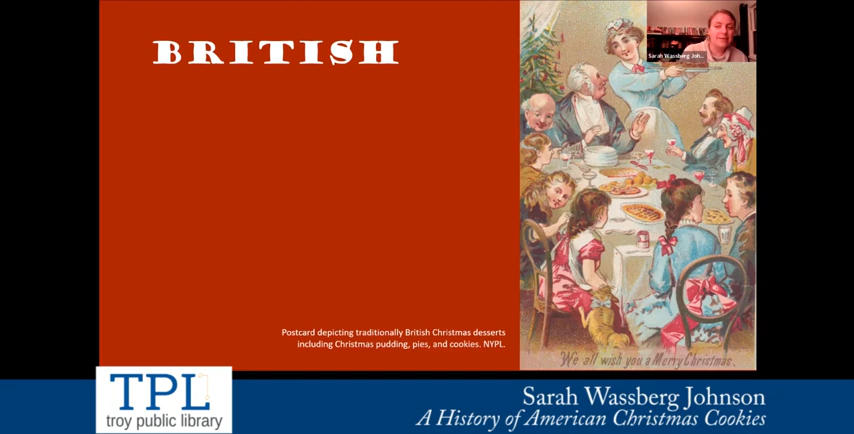 BRITISH
Sarah Wassberg Joh...
Postcard depicting traditionally British Christmas desserts
including Christmas pudding, pies, and cookies. NYPL.
We all wish you a Merry Christmas.
TPL
troy public library
Sarah Wassberg Johnson
A History of American Christmas Cookies